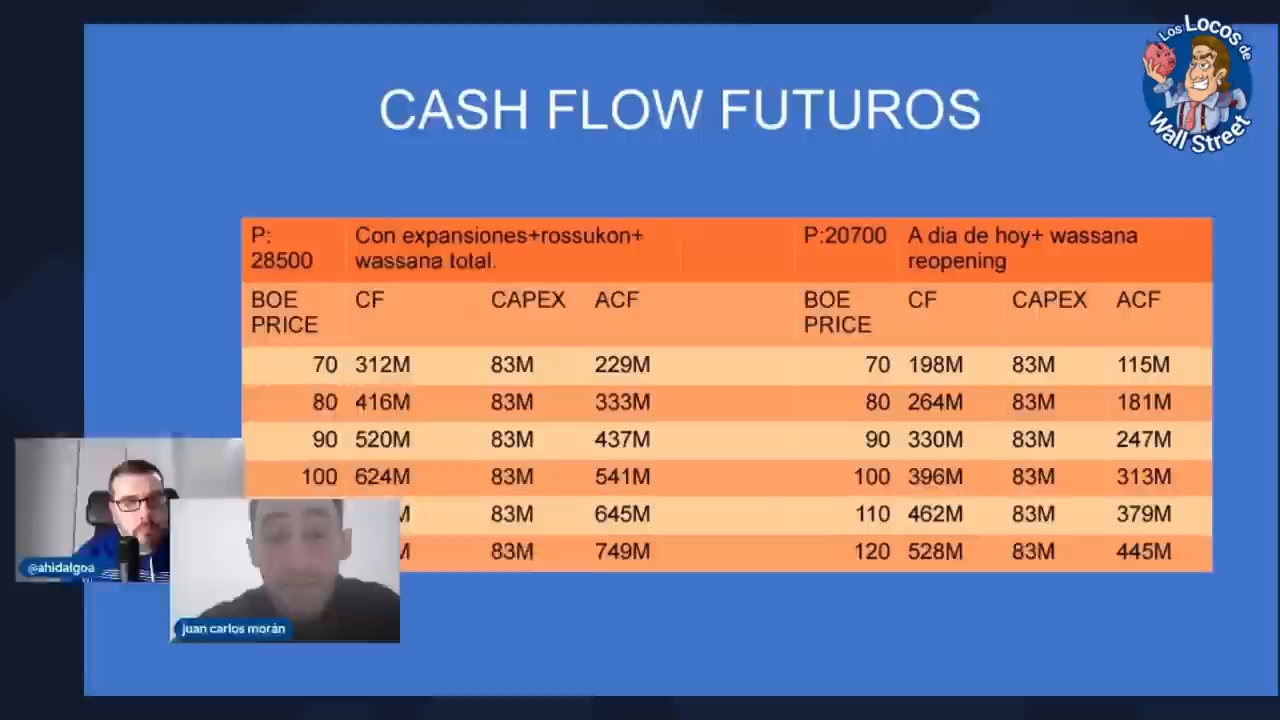 Los Locos de
Wall Street
CASH FLOW FUTUROS
P: Con expansiones+rossukon+ P:20700 A dia de hoy+ wassana
28500 wassana total. reopening
BOE CF CAPEX ACF BOE CF CAPEX ACF
PRICE PRICE
70 312M 83M 229M 70 198M 83M 115M
80 416M 83M 333M 80 264M 83M 181M
90 520M 83M 437M 90 330M 83M 247M
100 624M 83M 541M 100 396M 83M 313M
M 83M 645M 110 462M 83M 379M
M 83M 749M 120 528M 83M 445M
@ahidalgoa
juan carlos morán